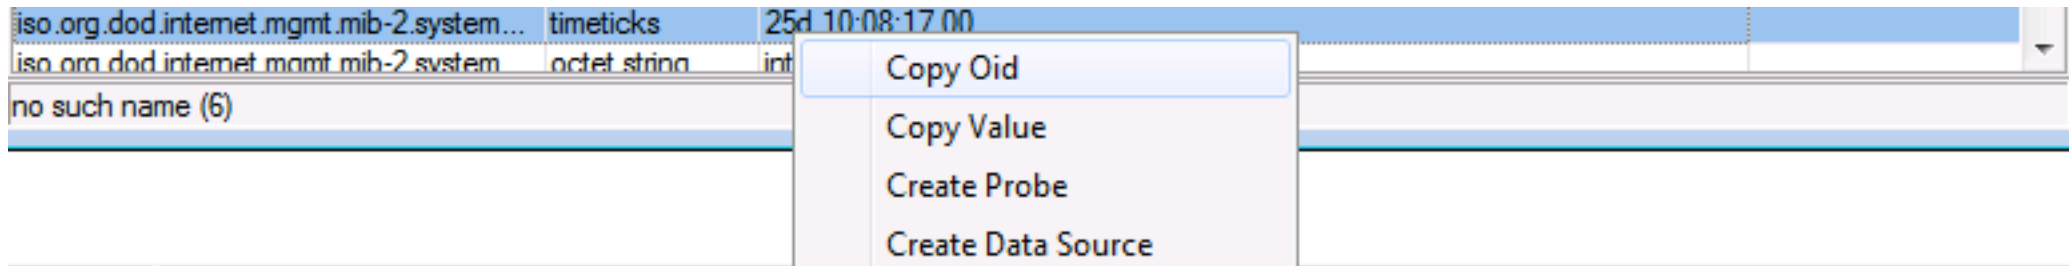 iso.org.dod.internet.mgmt.mib-2.system... timeticks 25d 10:08:17.00
iso.org.dod.internet.mgmt.mib-2.system octet string int
no such name (6)
Copy Oid
Copy Value
Create Probe
Create Data Source